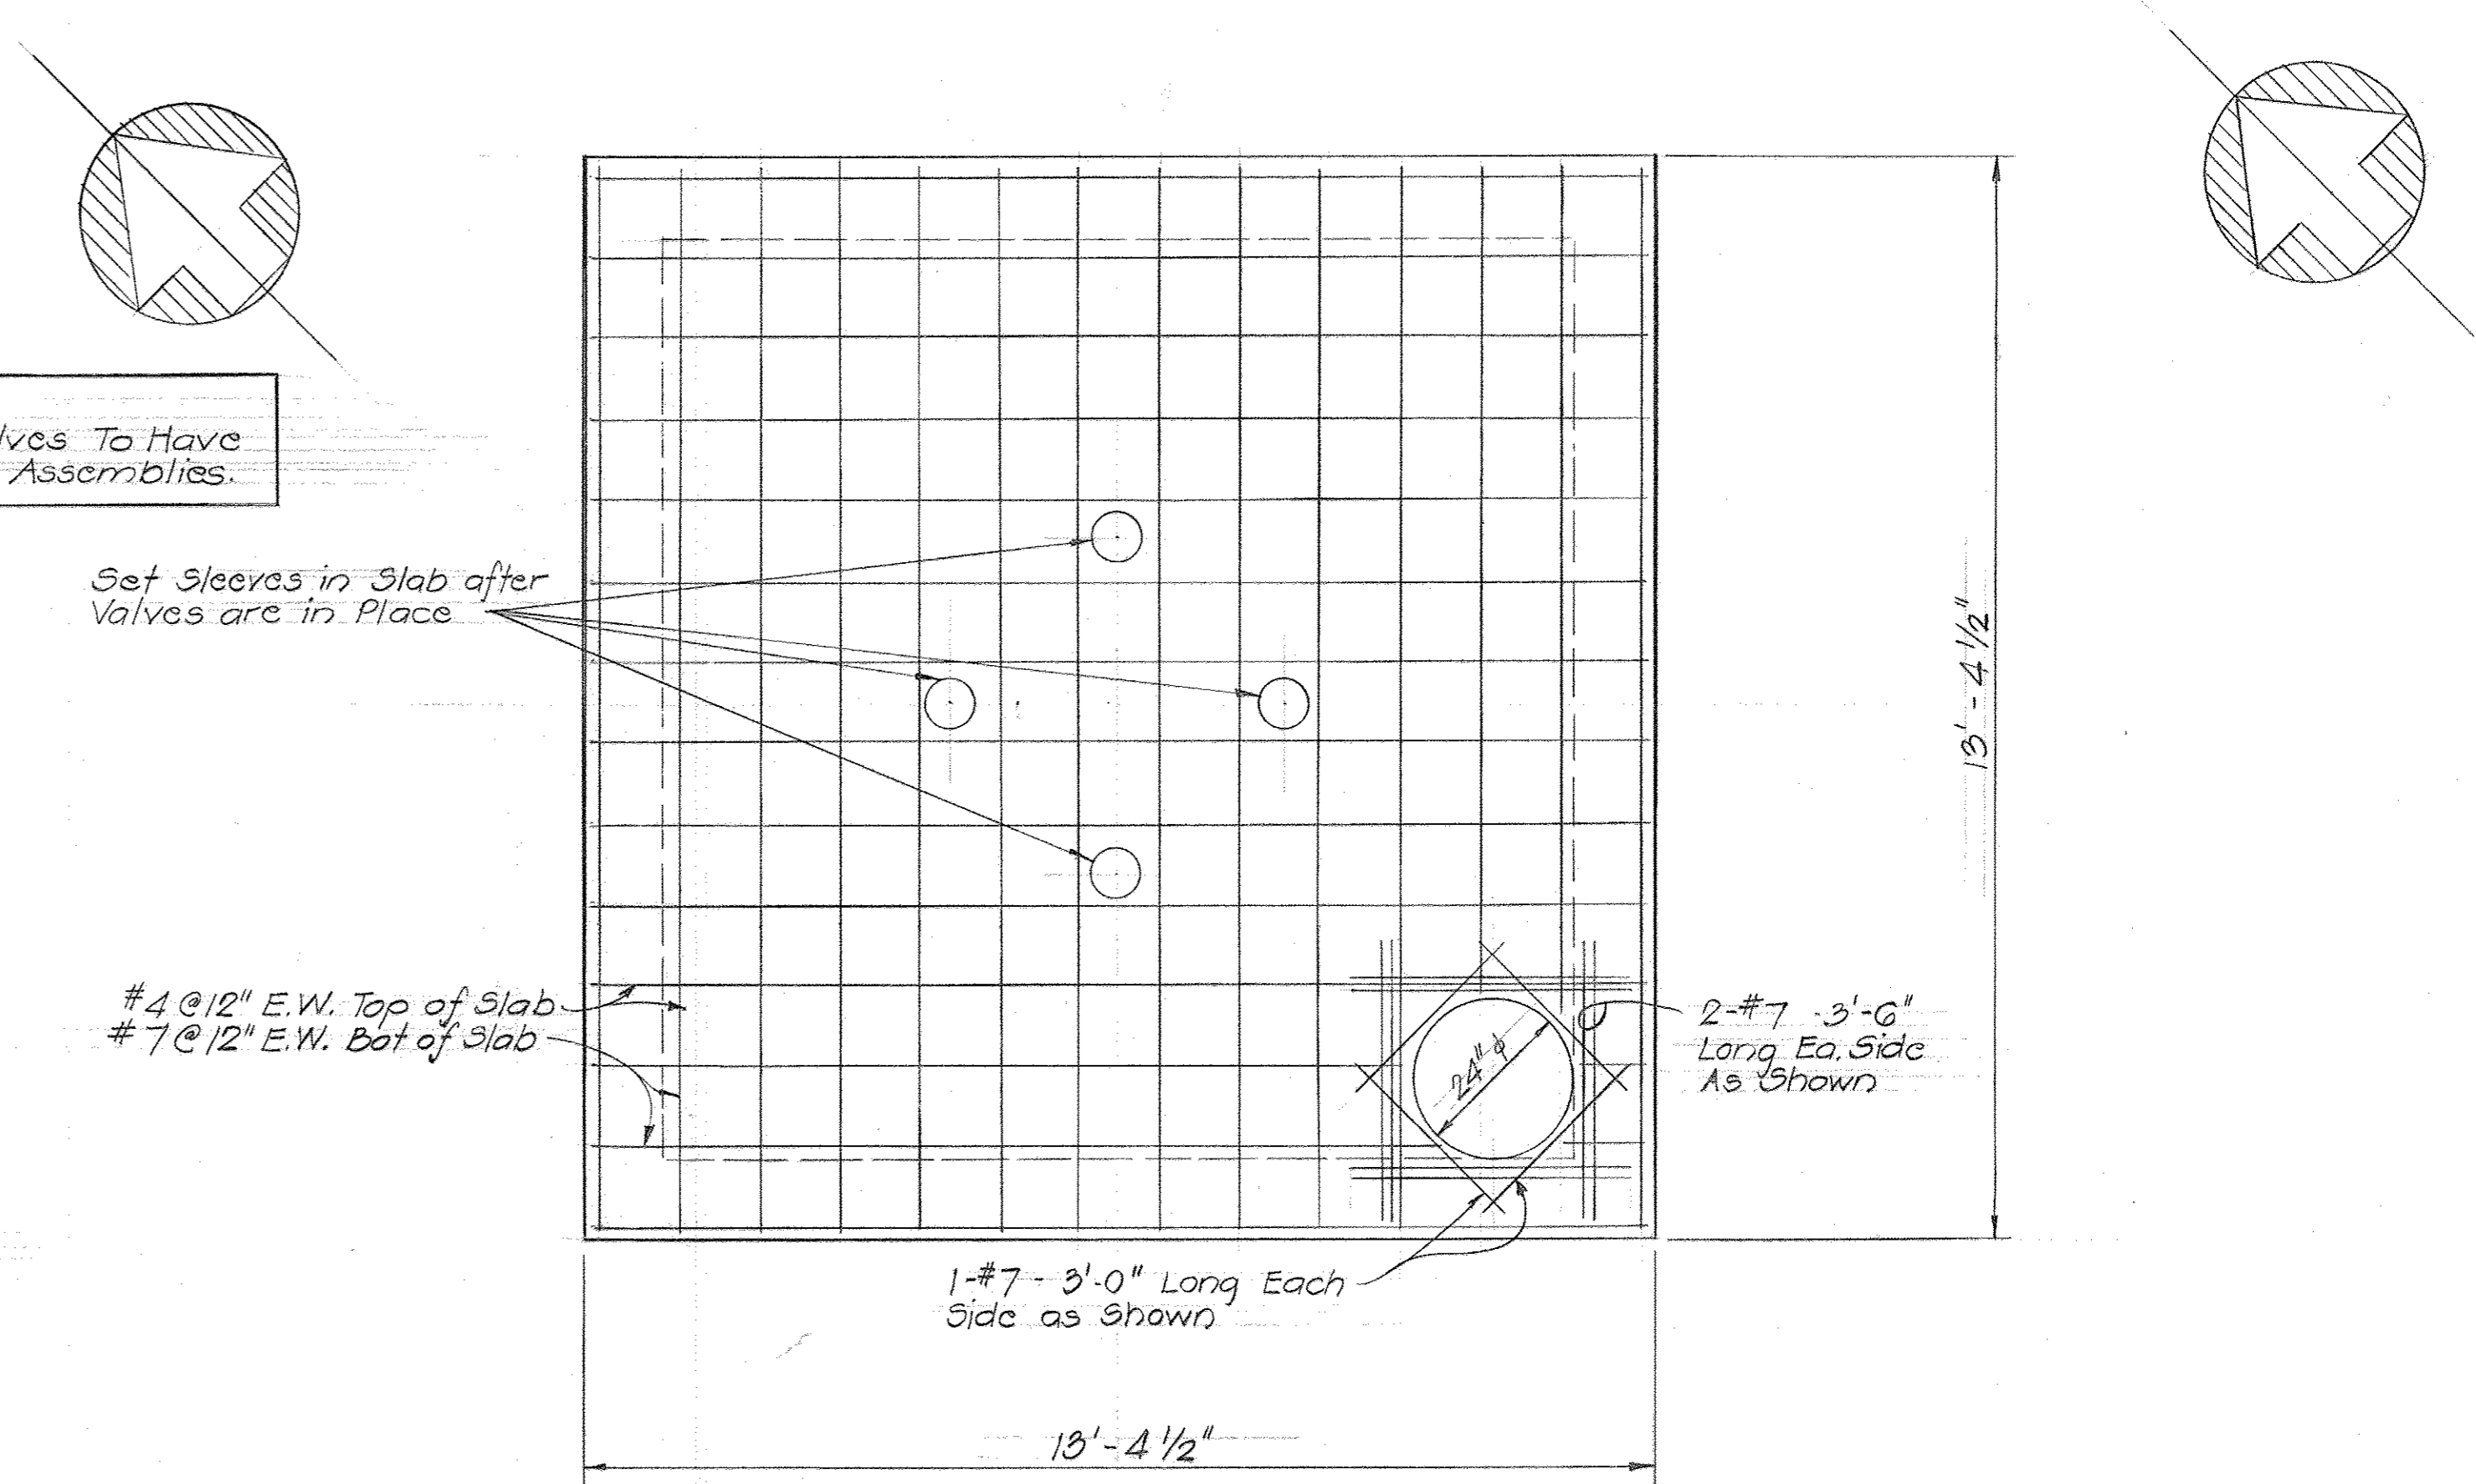 lves To Have
Assemblies.
Set Sleeves in Slab after
Valves are in Place
13'-4 1/2"
#4 @ 12" E.W. Top of Slab
#7 @ 12" E.W. Bot of Slab
24" φ
2-#7 -3'-6"
Long Ea. Side
As Shown
1-#7 - 3'-0" Long Each
Side as Shown
13'-4 1/2"